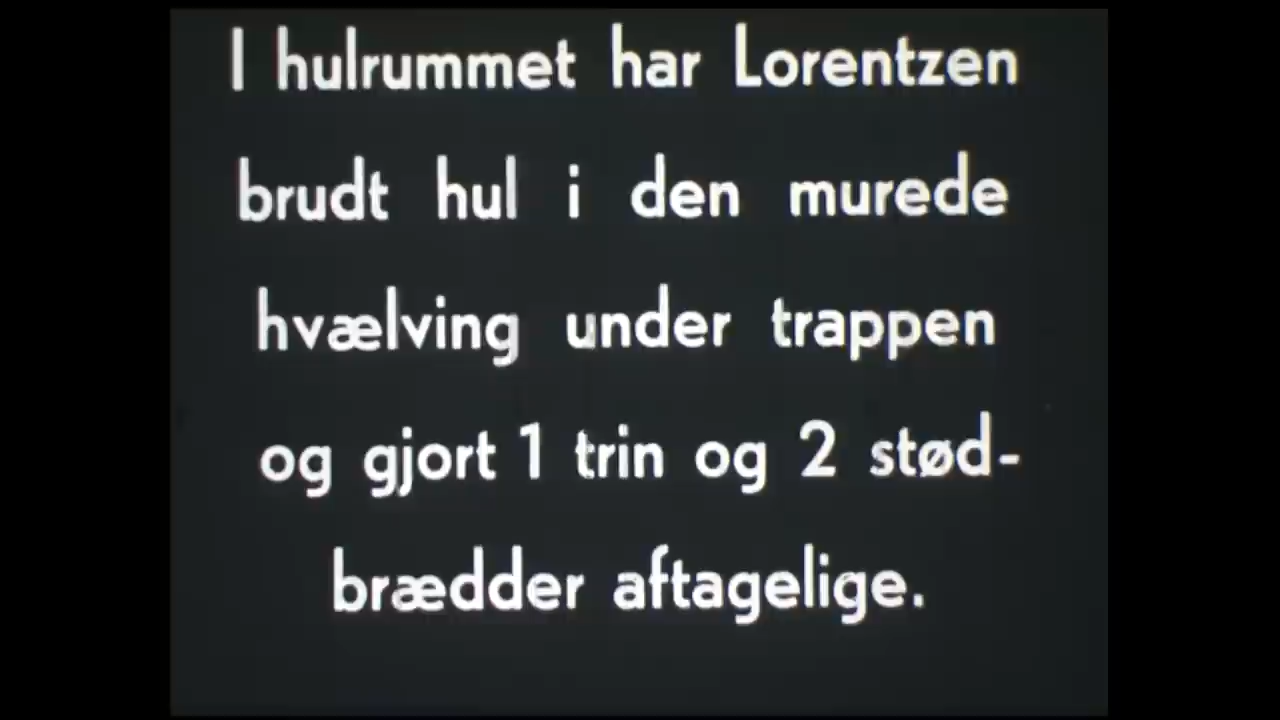 I hulrummet har Lorentzen
brudt hul i den murede
hvælving under trappen
og gjort 1 trin og 2 stød-
brædder aftagelige.